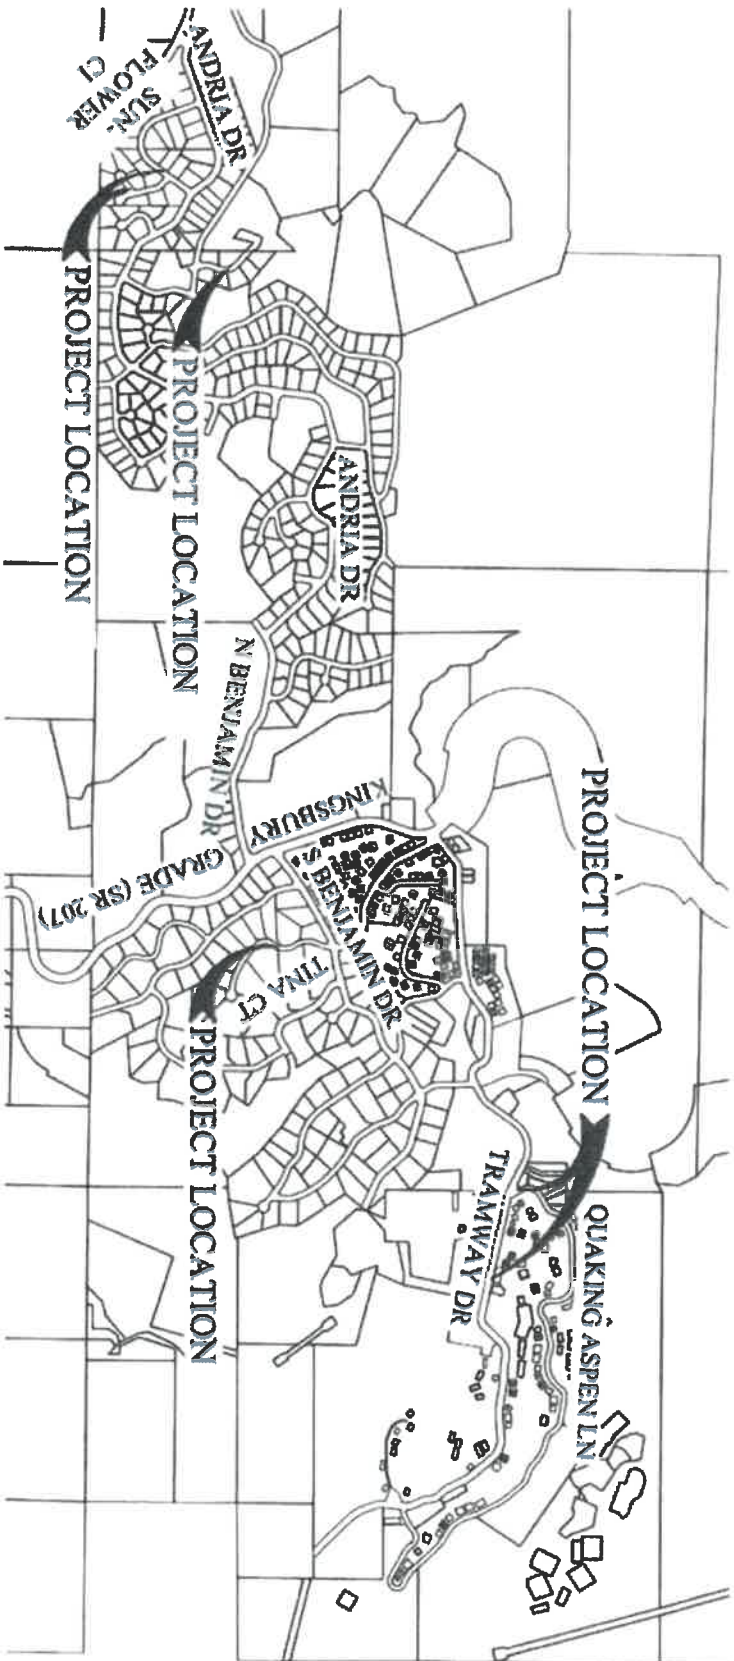 ANDRIA DR
SUN-
FLOWER
CI
PROJECT LOCATION
PROJECT LOCATION
ANDRIA DR
N BENJAMIN DR
KINGSBURY
GRADE (SR 207)
S BENJAMIN DR
TINA CT
PROJECT LOCATION
PROJECT LOCATION
TRAMWAY DR
QUAKING ASPEN LN